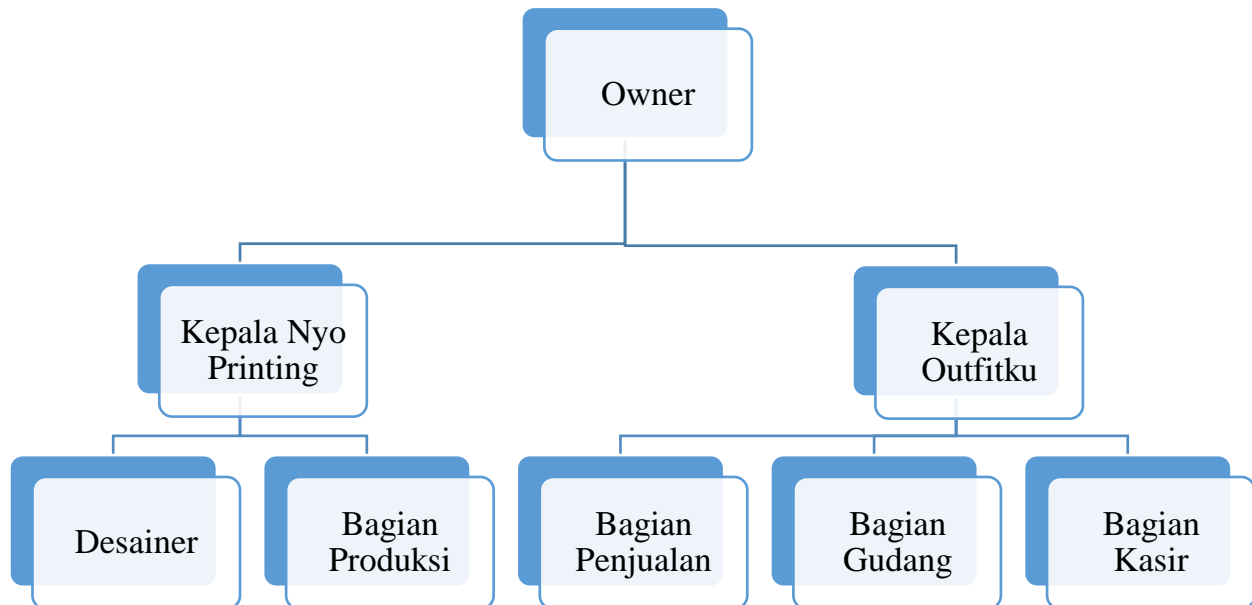 Owner
Kepala Nyo
Printing
Kepala
Outfitku
Desainer
Bagian
Produksi
Bagian
Penjualan
Bagian
Gudang
Bagian
Kasir